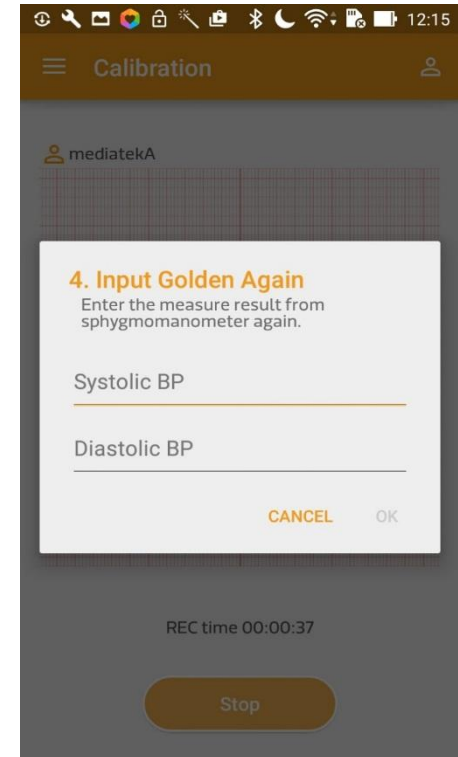 12:15
Calibration
mediatekA
4. Input Golden Again
Enter the measure result from
sphygmomanometer again.
Systolic BP
Diastolic BP
CANCEL OK
REC time 00:00:37
Stop